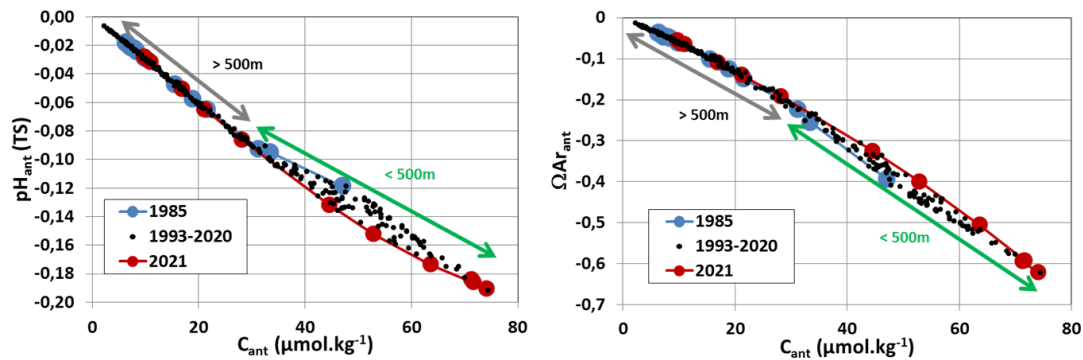 0,00
-0,02
-0,04
-0,06
-0,08
-0,10
-0,12
-0,14
-0,16
-0,18
-0,20
pHant (TS)
> 500m
< 500m
1985
1993-2020
2021
0 20 40 60 80
Cant (µmol.kg-1)
0
-0,1
-0,2
-0,3
-0,4
-0,5
-0,6
-0,7
ΩArant
> 500m
< 500m
1985
1993-2020
2021
0 20 40 60 80
Cant (µmol.kg-1)